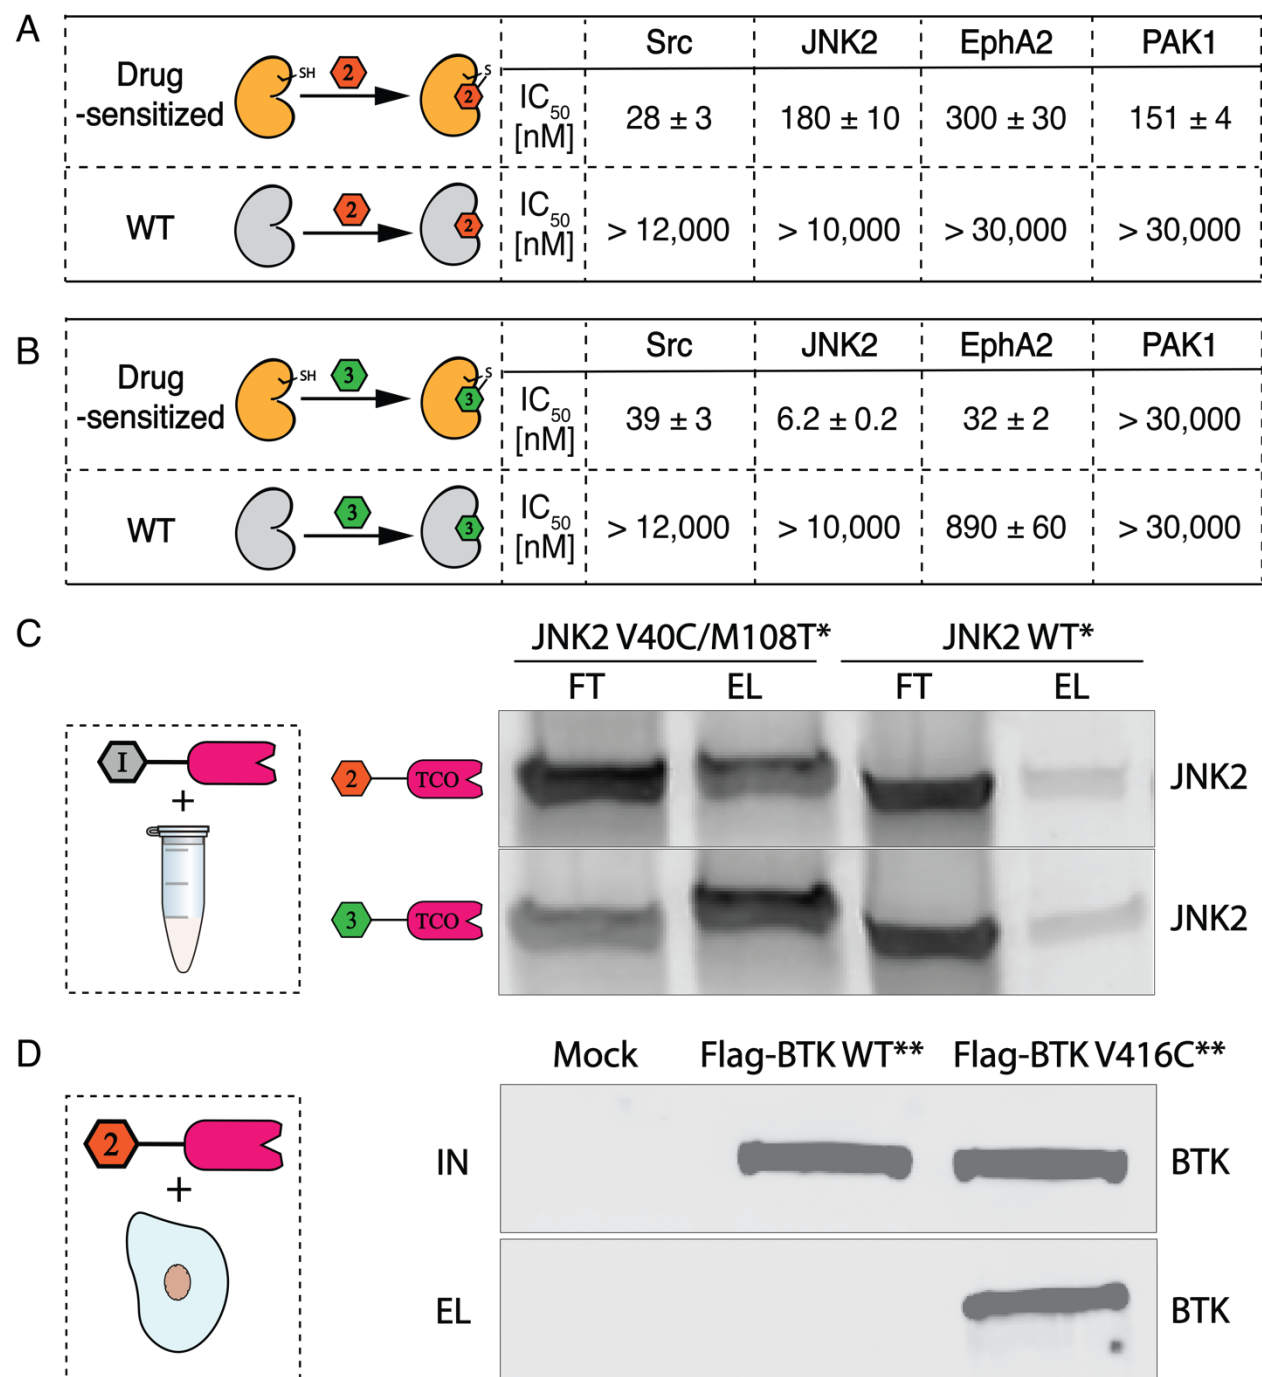 A
Src JNK2 EphA2 PAK1
Drug
-sensitized
SH 2 S 2
IC50
[nM]
28 ± 3 180 ± 10 300 ± 30 151 ± 4
WT
2 2
IC50
[nM]
> 12,000 > 10,000 > 30,000 > 30,000
B
Src JNK2 EphA2 PAK1
Drug
-sensitized
SH 3 S 3
IC50
[nM]
39 ± 3 6.2 ± 0.2 32 ± 2 > 30,000
WT
3 3
IC50
[nM]
> 12,000 > 10,000 890 ± 60 > 30,000
C
JNK2 V40C/M108T* JNK2 WT*
FT EL FT EL
I
+
2 TCO JNK2
3 TCO JNK2
D
Mock Flag-BTK WT** Flag-BTK V416C**
2
+
IN BTK
EL BTK